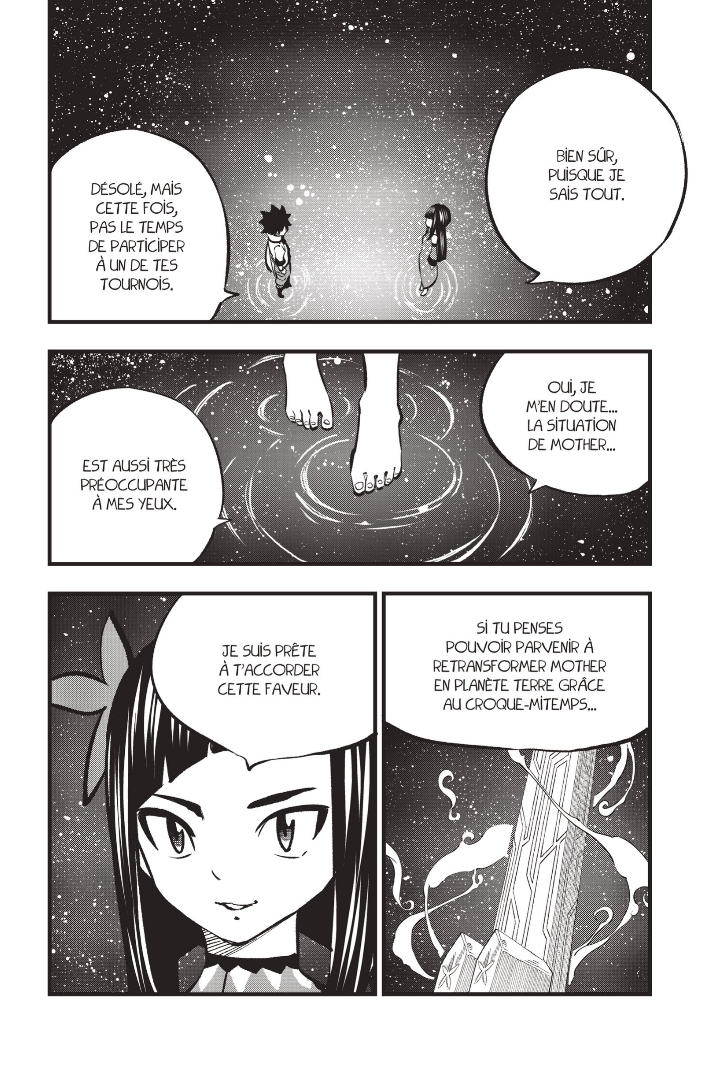 BIEN SÛR,
PUISQUE JE
SAIS TOUT.
DÉSOLÉ, MAIS
CETTE FOIS,
PAS LE TEMPS
DE PARTICIPER
À UN DE TES
TOURNOIS.
OUI, JE
M'EN DOUTE...
LA SITUATION
DE MOTHER...
EST AUSSI TRÈS
PRÉOCCUPANTE
À MES YEUX.
SI TU PENSES
POUVOIR PARVENIR À
RETRANSFORMER MOTHER
EN PLANÈTE TERRE GRÂCE
AU CROQUE-MITEMPS...
JE SUIS PRÊTE
À T'ACCORDER
CETTE FAVEUR.